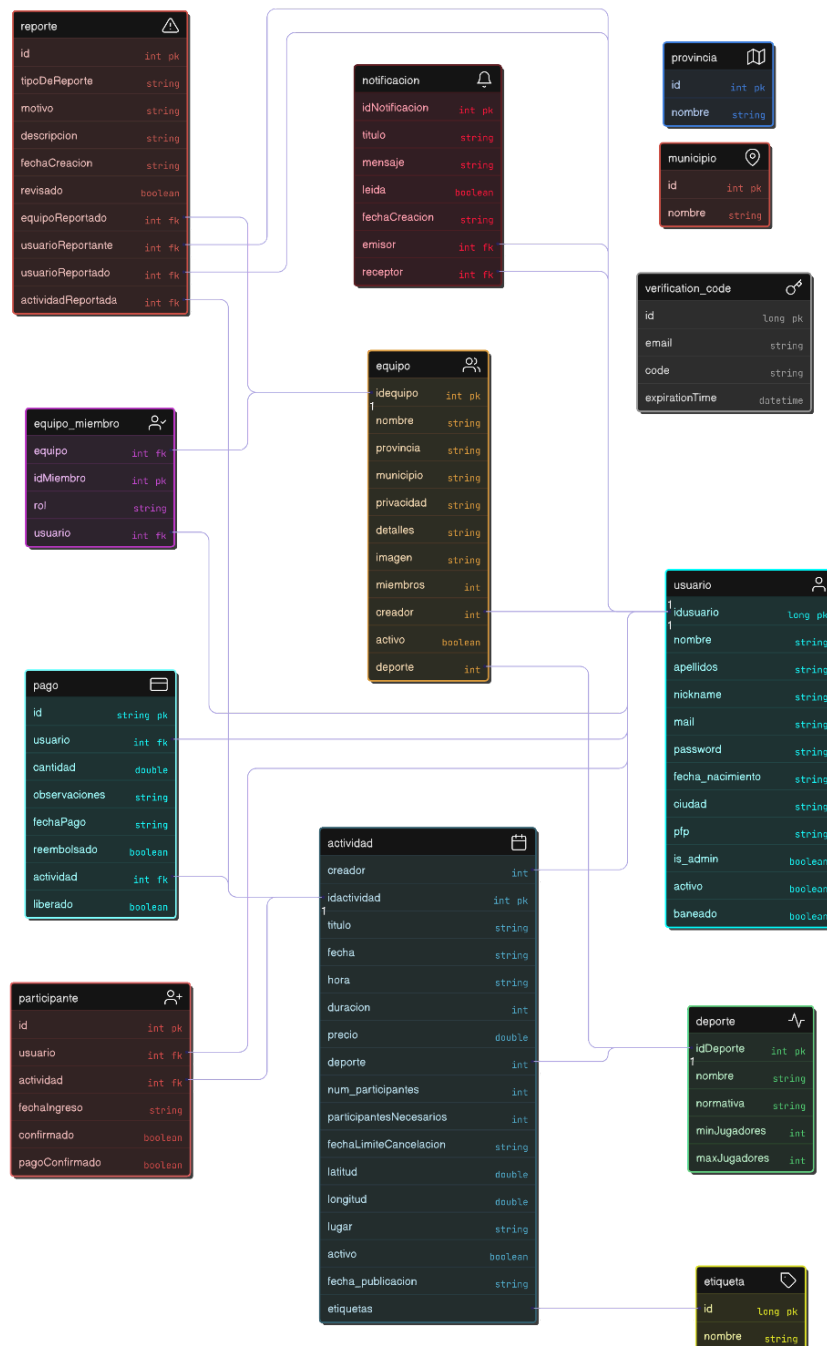 reporte
id int pk
tipoDeReporte string
motivo string
descripcion string
fechaCreacion string
revisado boolean
equipoReportado int fk
usuarioReportante int fk
usuarioReportado int fk
actividadReportada int fk
notificacion
idNotificacion int pk
titulo string
mensaje string
leida boolean
fechaCreacion string
emisor int fk
receptor int fk
provincia
id int pk
nombre string
municipio
id int pk
nombre string
verification_code
id long pk
email string
code string
expirationTime datetime
equipo
idequipo int pk
1
nombre string
provincia string
municipio string
privacidad string
detalles string
imagen string
miembros int
creador int
activo boolean
deporte int
equipo_miembro
equipo int fk
idMiembro int pk
rol string
usuario int fk
usuario
1
idusuario long pk
1
nombre string
apellidos string
nickname string
mail string
password string
fecha_nacimiento string
ciudad string
pfp string
is_admin boolean
activo boolean
baneado boolean
pago
id string pk
usuario int fk
cantidad double
observaciones string
fechaPago string
reembolsado boolean
actividad int fk
liberado boolean
actividad
creador int
idactividad int pk
1
titulo string
fecha string
hora string
duracion int
precio double
deporte int
num_participantes int
participantesNecesarios int
fechaLimiteCancelacion string
latitud double
longitud double
lugar string
activo boolean
fecha_publicacion string
etiquetas
participante
id int pk
usuario int fk
actividad int fk
fechaIngreso string
confirmado boolean
pagoConfirmado boolean
deporte
idDeporte int pk
1
nombre string
normativa string
minJugadores int
maxJugadores int
etiqueta
id long pk
nombre string